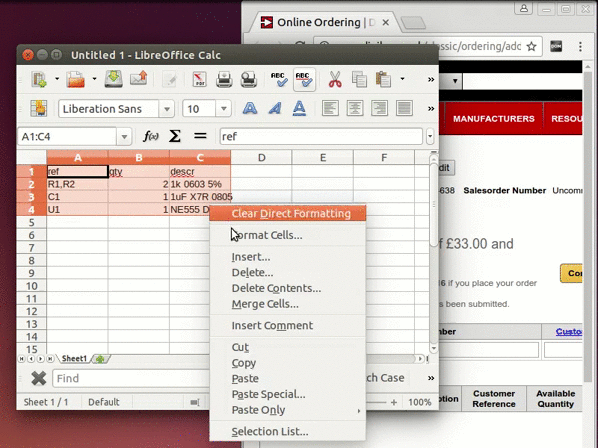 Online Ordering | D
Untitled 1 - LibreOffice Calc
assic/ordering/adc
Liberation Sans 10
A1:C4 ref
MANUFACTURERS RESOU
A B C D E F
1 ref qty descr
2 R1,R2 2 1k 0603 5%
3 C1 1 1uF X7R 0805
4 U1 1 NE555 D
5
6
7
8
9
10
11
12
13
14
15
Clear Direct Formatting
Format Cells...
Insert...
Delete...
Delete Contents...
Merge Cells...
Insert Comment
Cut
Copy
Paste
Paste Special...
Paste Only
Selection List...
Sheet1
Find
ch Case
Sheet 1 / 1 Default 100%
dit
638 Salesorder Number Uncomm
f £33.00 and
Con
16 if you place your order
s been submitted.
mber Custo
ption Customer Reference Available Quantity